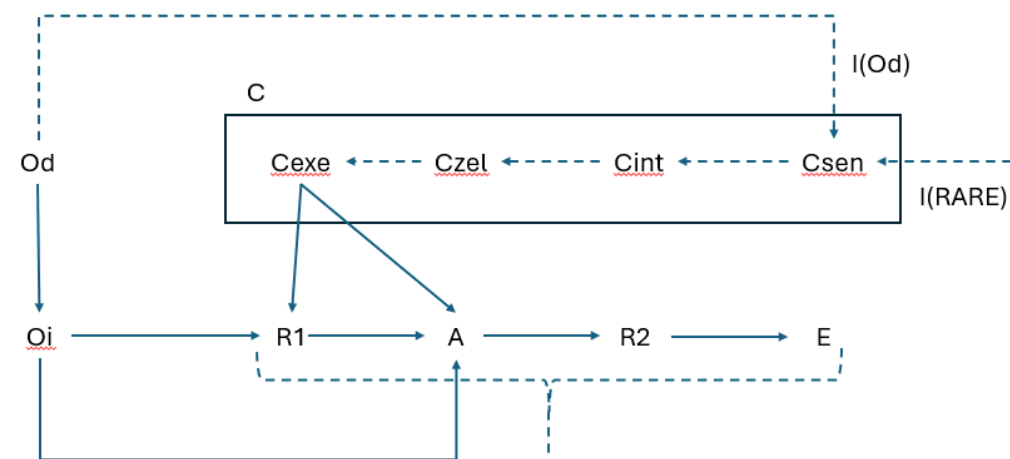 I(Od)
C
Od
Cexe
Czel
Cint
Csen
I(RARE)
Oi
R1
A
R2
E